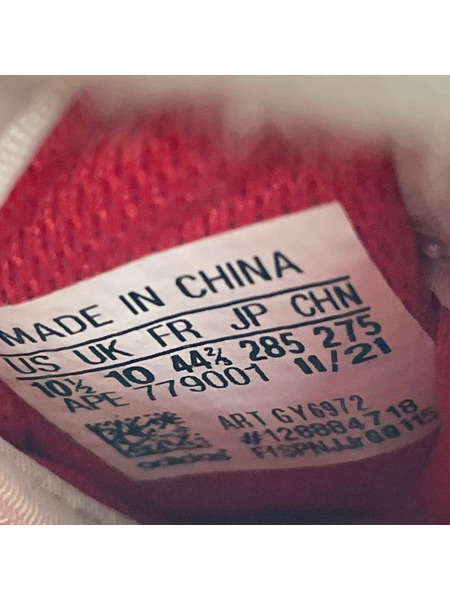 MADE IN CHINA
US UK FR JP CHN
10½ 10 44⅔ 285 275
APE 779001 11/21
ART GY6972
#128884718
adidas